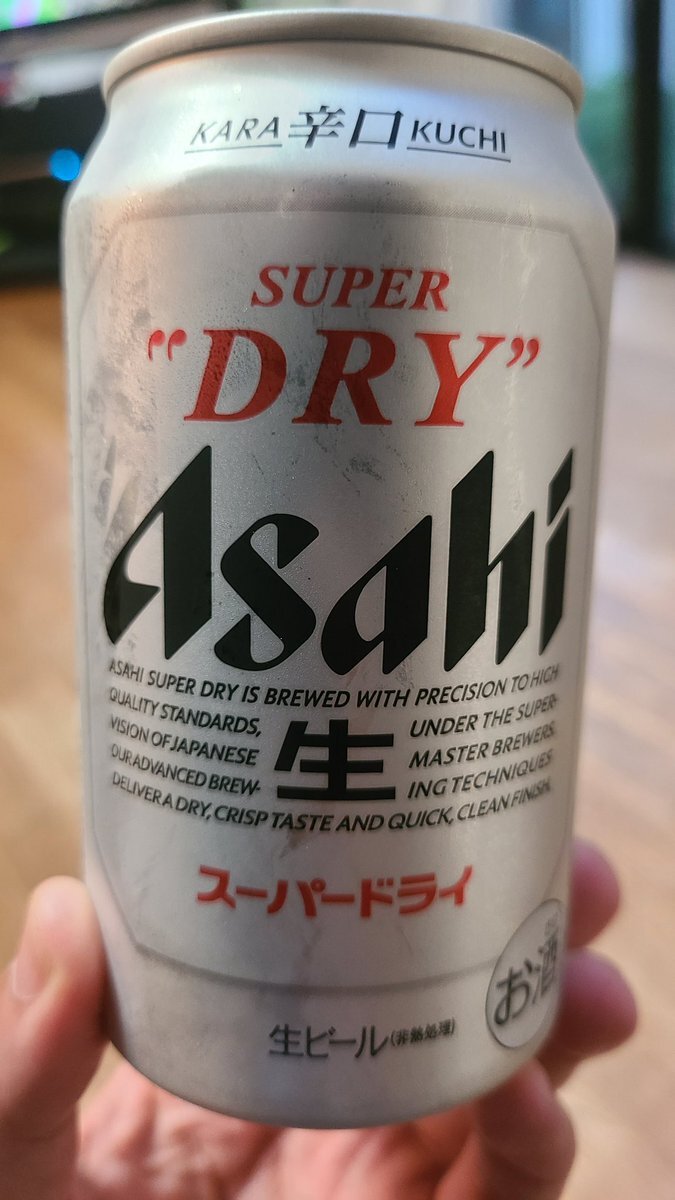 KARA 辛口 KUCHI
SUPER
"DRY"
Asahi
ASAHI SUPER DRY IS BREWED WITH PRECISION TO HIGH
QUALITY STANDARDS, UNDER THE SUPER-
VISION OF JAPANESE MASTER BREWERS.
OUR ADVANCED BREW- ING TECHNIQUES
生
DELIVER A DRY, CRISP TASTE AND QUICK, CLEAN FINISH.
スーパードライ
お酒
生ビール(非熱処理)